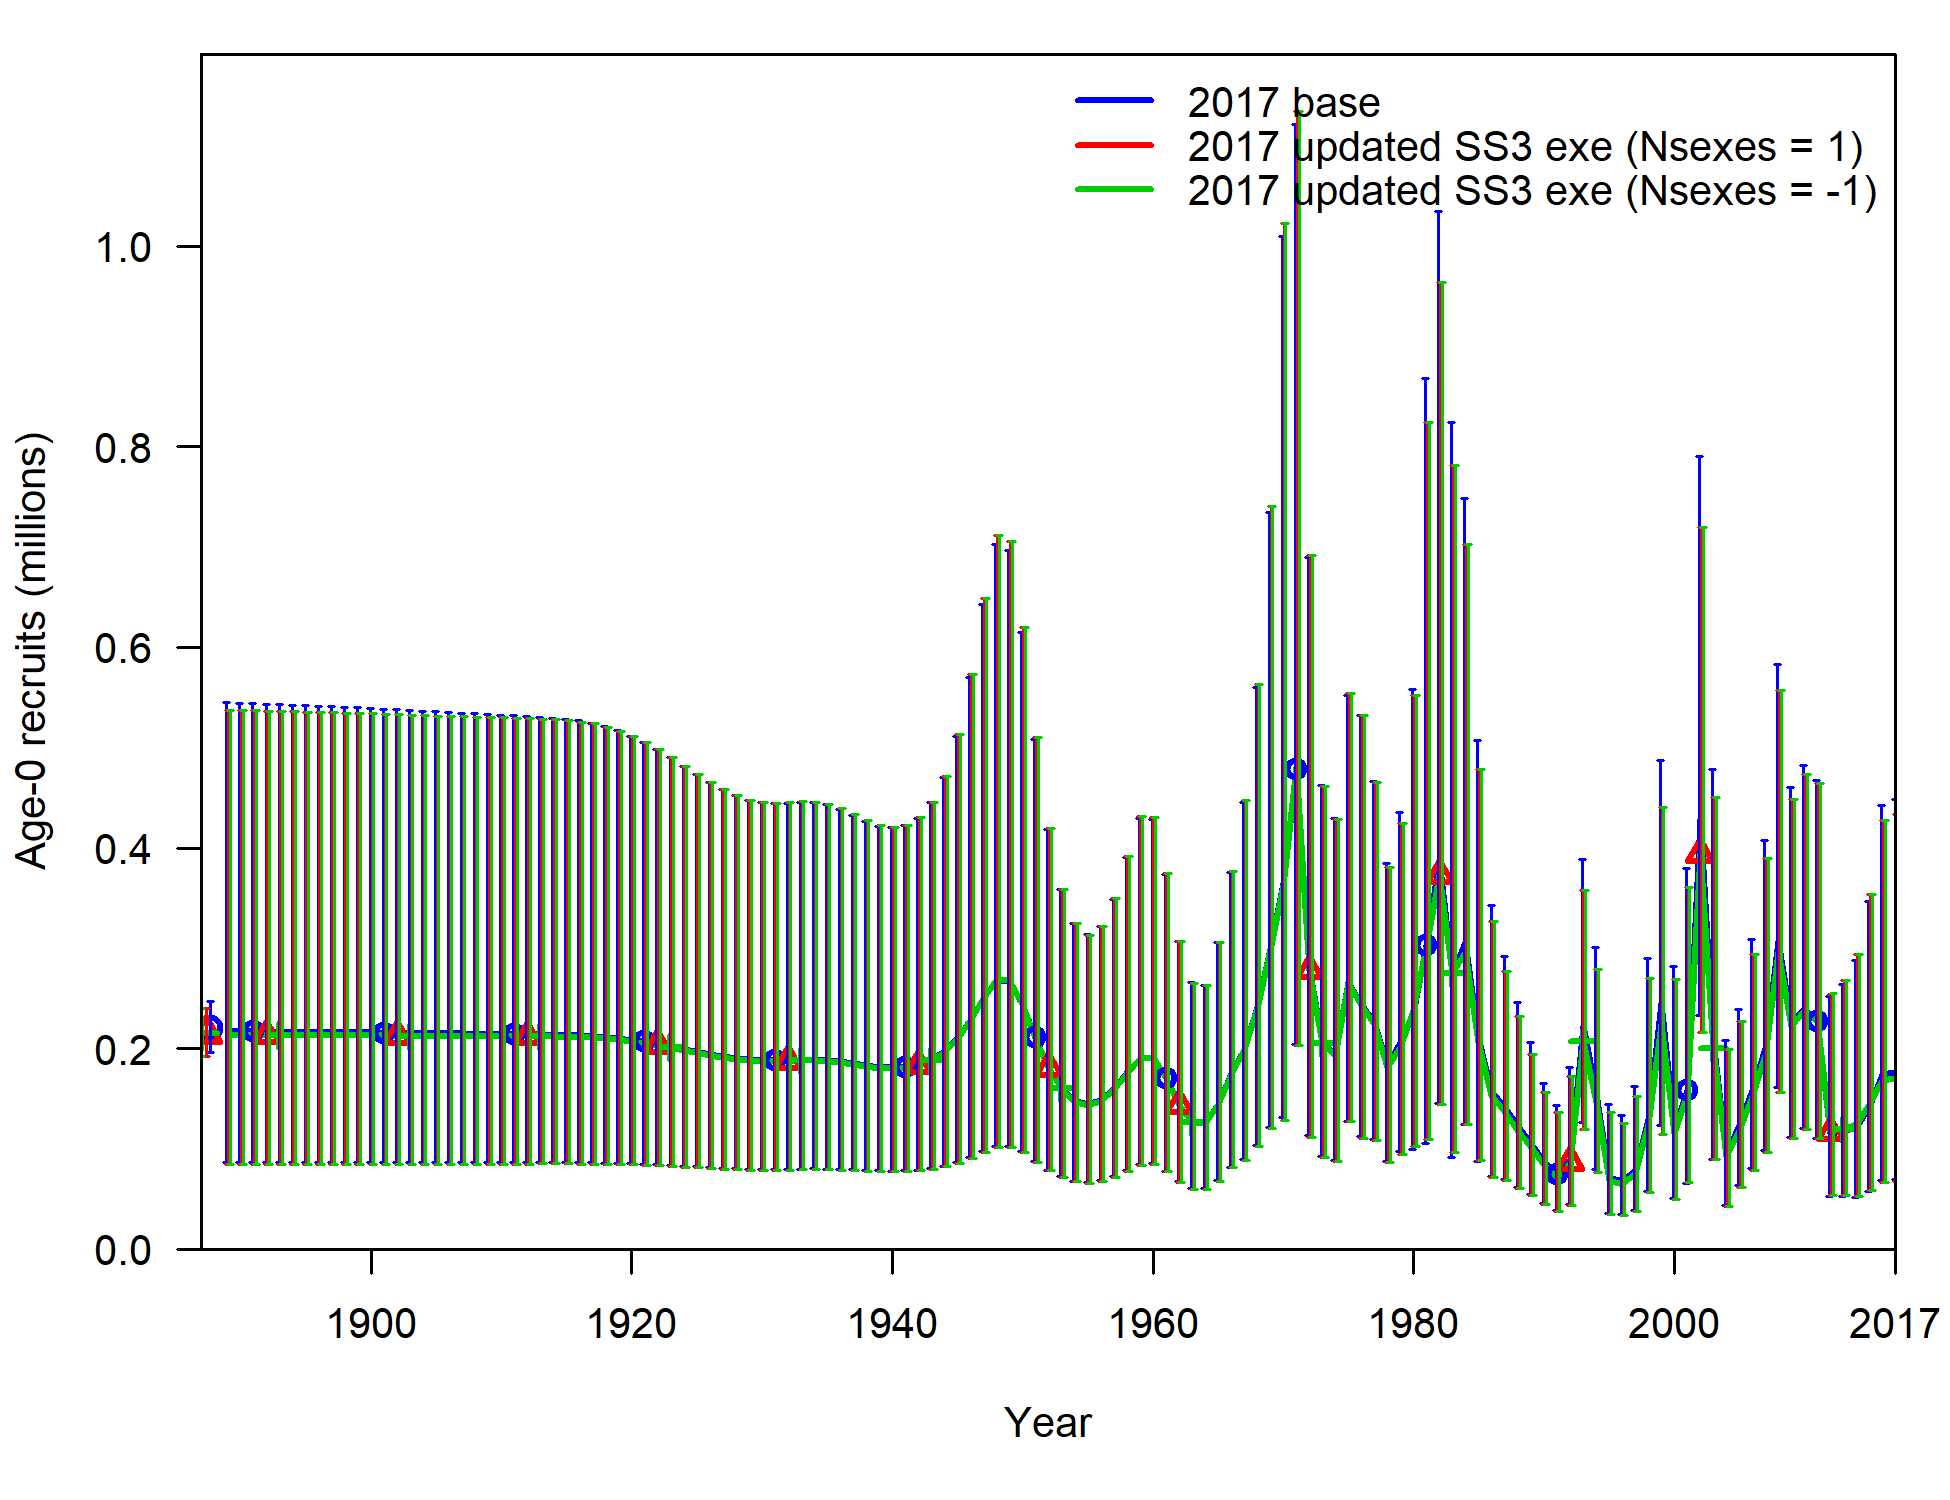 2017 base
2017 updated SS3 exe (Nsexes = 1)
2017 updated SS3 exe (Nsexes = -1)
Age-0 recruits (millions)
1.0
0.8
0.6
0.4
0.2
0.0
1900 1920 1940 1960 1980 2000 2017
Year